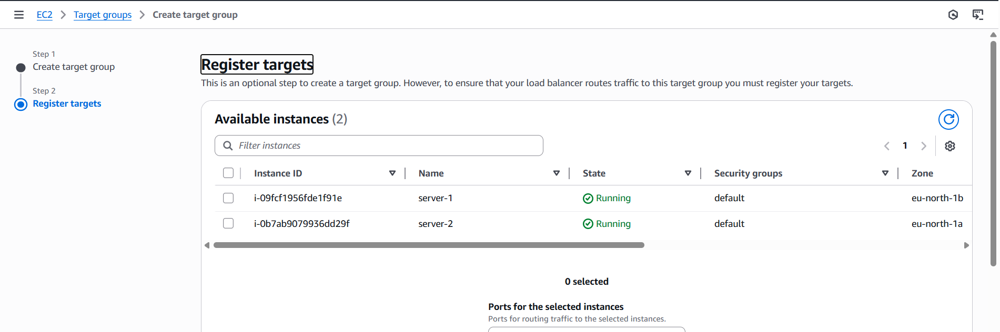 EC2 > Target groups > Create target group
Step 1
Create target group
Step 2
Register targets
Register targets
This is an optional step to create a target group. However, to ensure that your load balancer routes traffic to this target group you must register your targets.
Available instances (2)
Filter instances
1
Instance ID Name State Security groups Zone
i-09fcf1956fde1f91e server-1 Running default eu-north-1b
i-0b7ab9079936dd29f server-2 Running default eu-north-1a
0 selected
Ports for the selected instances
Ports for routing traffic to the selected instances.